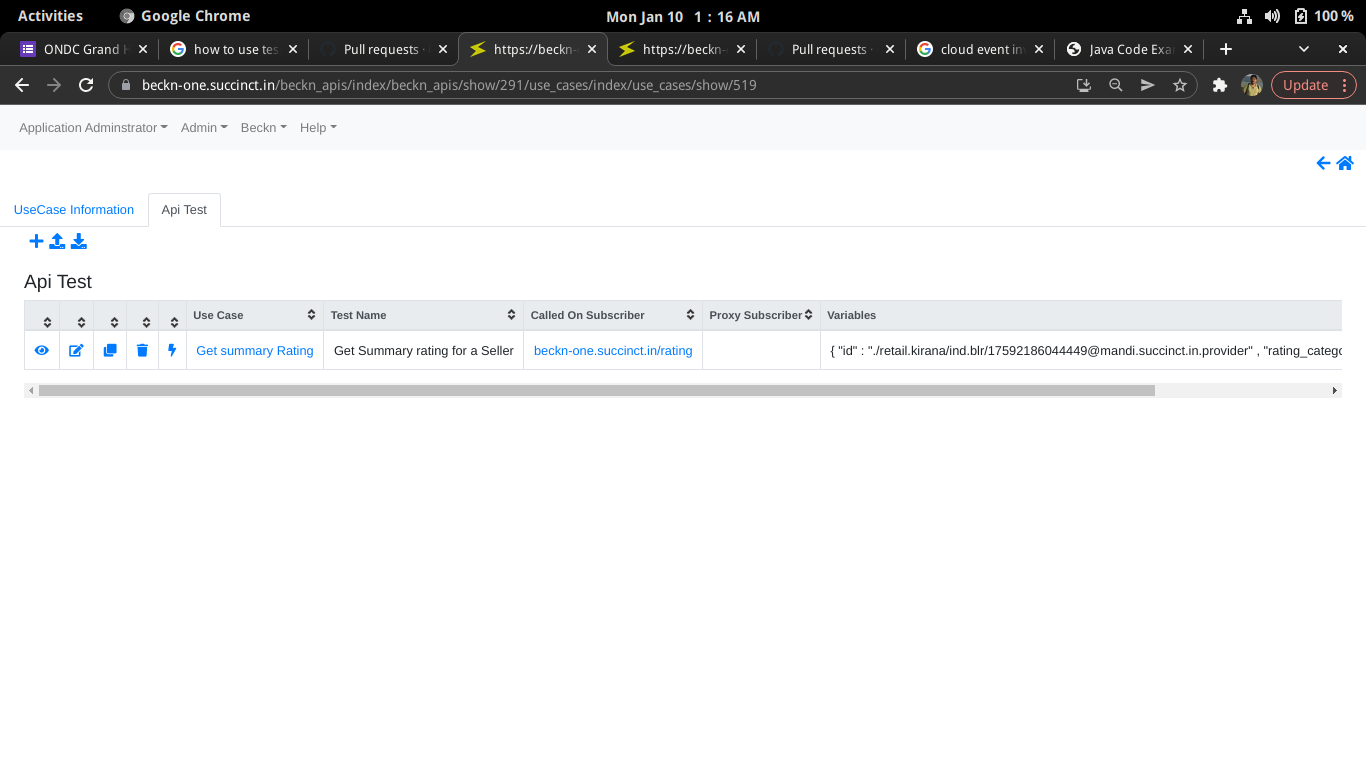 Activities Google Chrome Mon Jan 10 1 : 16 AM 100 %
ONDC Grand how to use tes Pull requests · https://beckn- https://beckn- Pull requests · cloud event in Java Code Exa
beckn-one.succinct.in/beckn_apis/index/beckn_apis/show/291/use_cases/index/use_cases/show/519 Update
Application Adminstrator Admin Beckn Help
UseCase Information Api Test
Api Test
Use Case Test Name Called On Subscriber Proxy Subscriber Variables
Get summary Rating Get Summary rating for a Seller beckn-one.succinct.in/rating { "id" : "./retail.kirana/ind.blr/17592186044449@mandi.succinct.in.provider" , "rating_catego